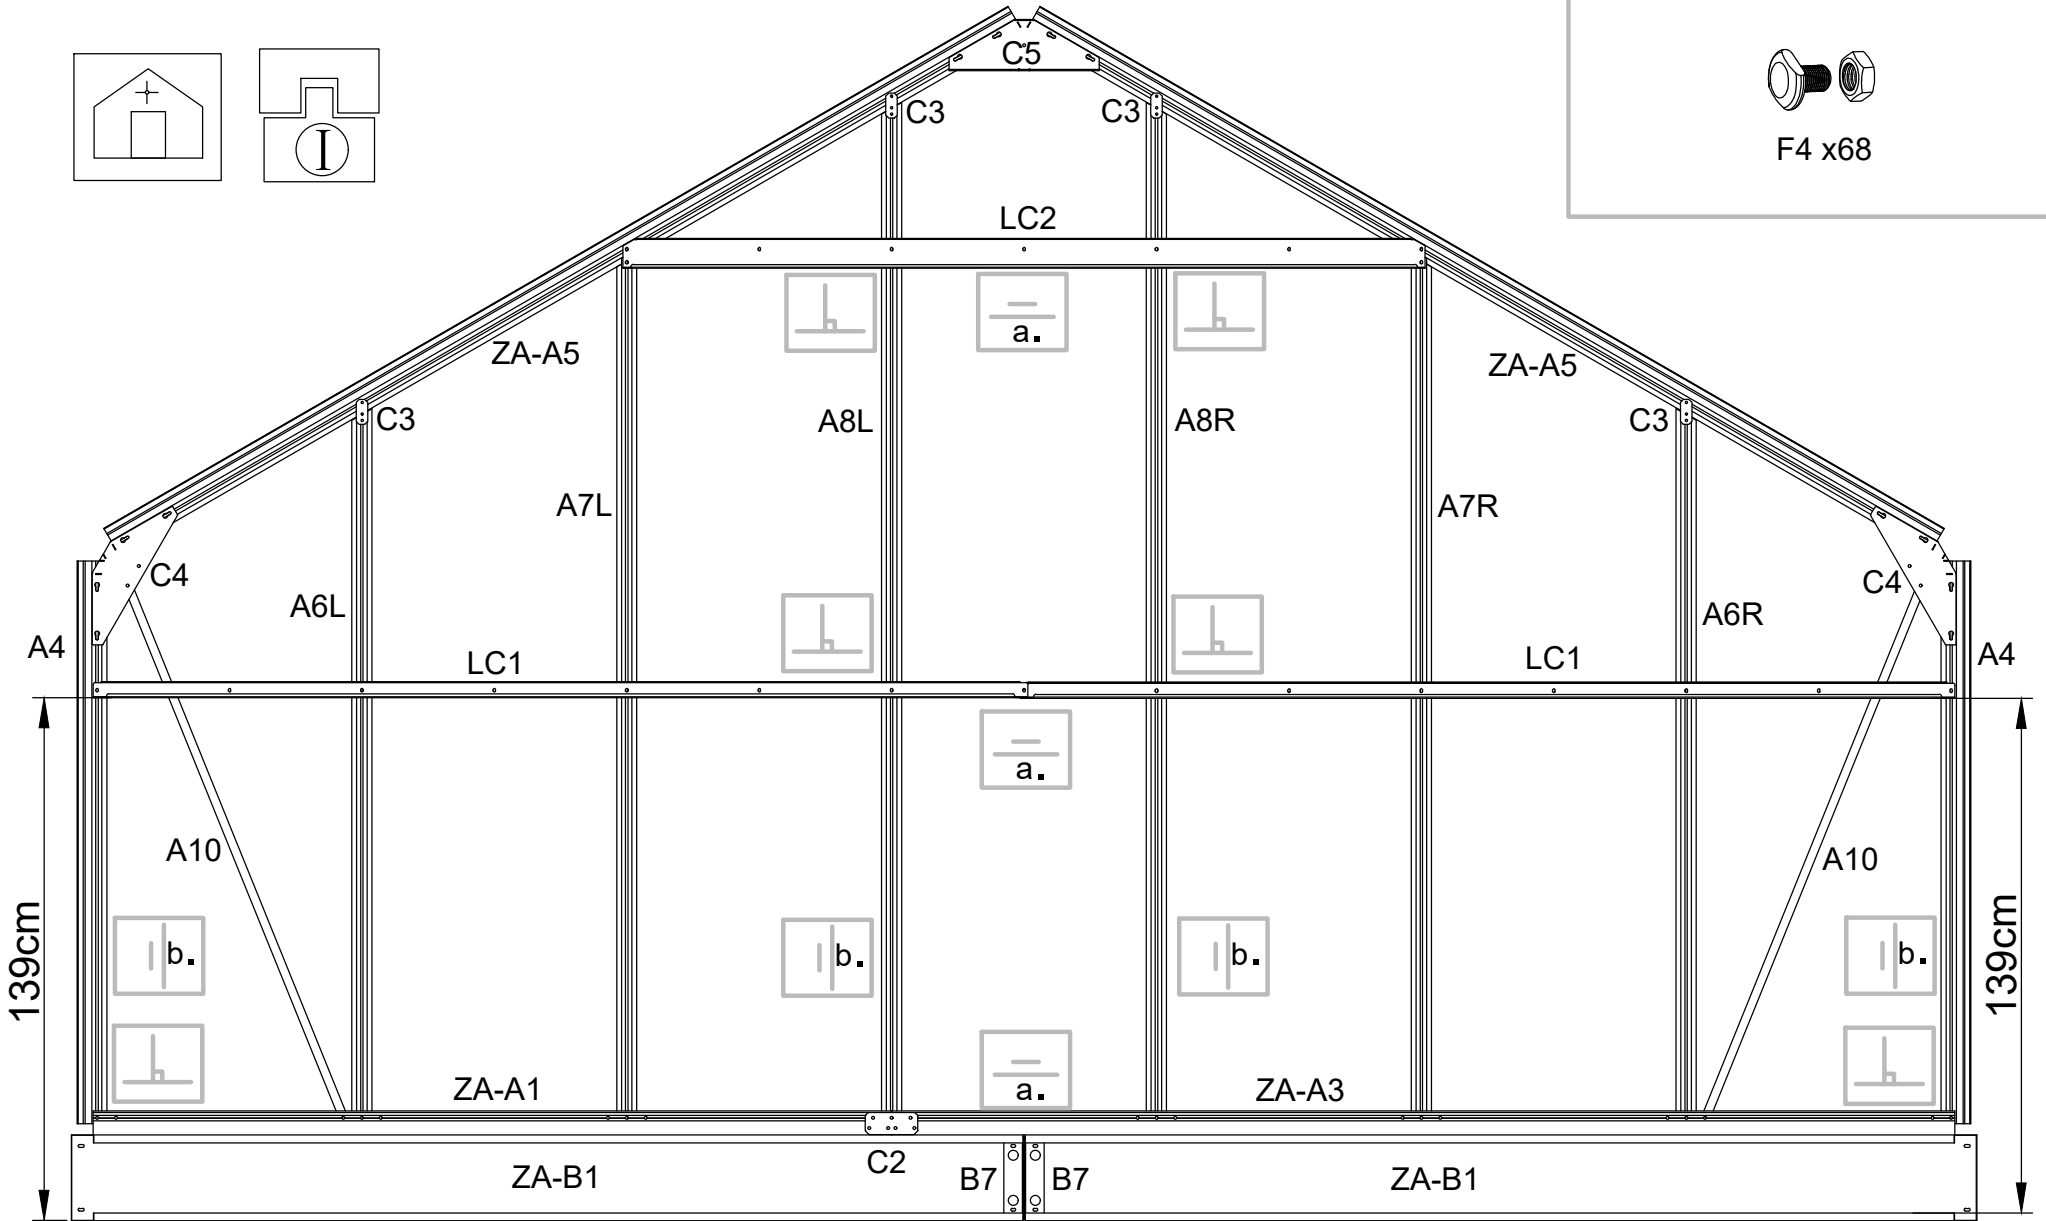 C5
C3 C3
F4 x68
I
LC2
a.
ZA-A5 ZA-A5
C3 A8L A8R C3
A7L A7R
C4 C4
A6L A6R
A4 LC1 LC1 A4
a.
A10 A10
139cm 139cm
b. b. b. b.
ZA-A1 a. ZA-A3
C2
ZA-B1 B7 B7 ZA-B1